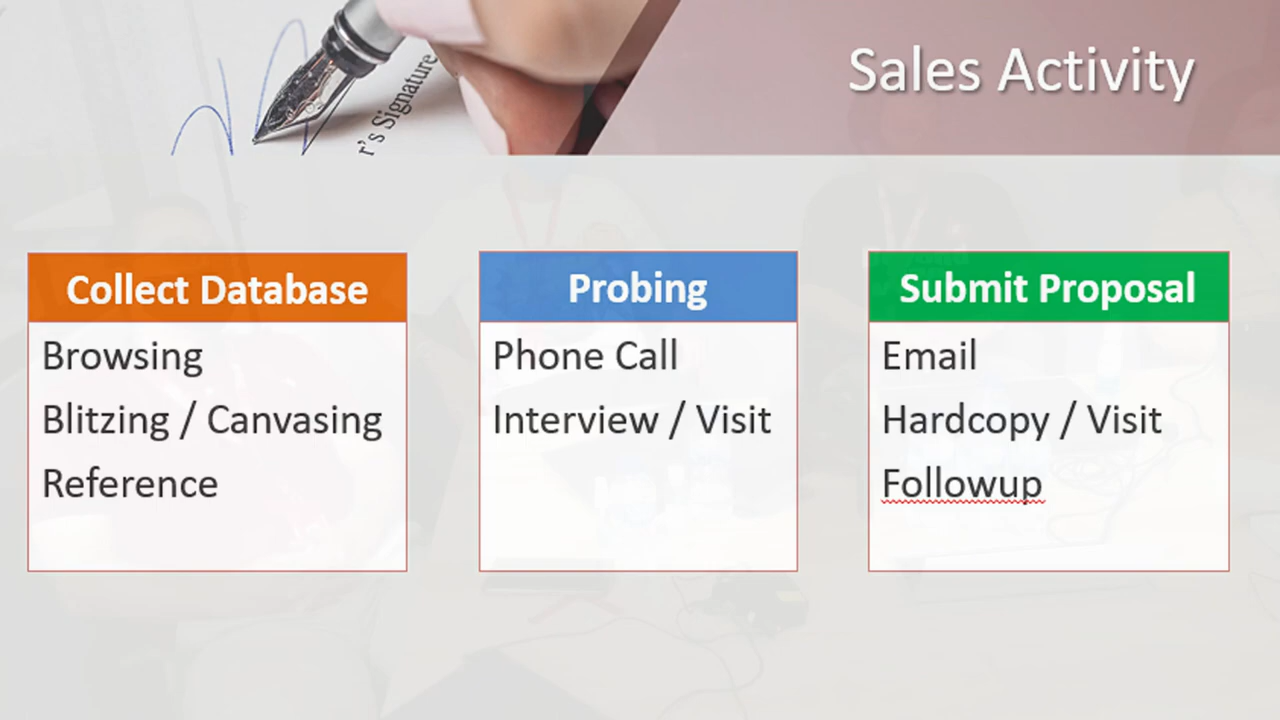 r's Signature
Sales Activity
Collect Database
Browsing
Blitzing / Canvasing
Reference
Probing
Phone Call
Interview / Visit
Submit Proposal
Email
Hardcopy / Visit
Followup